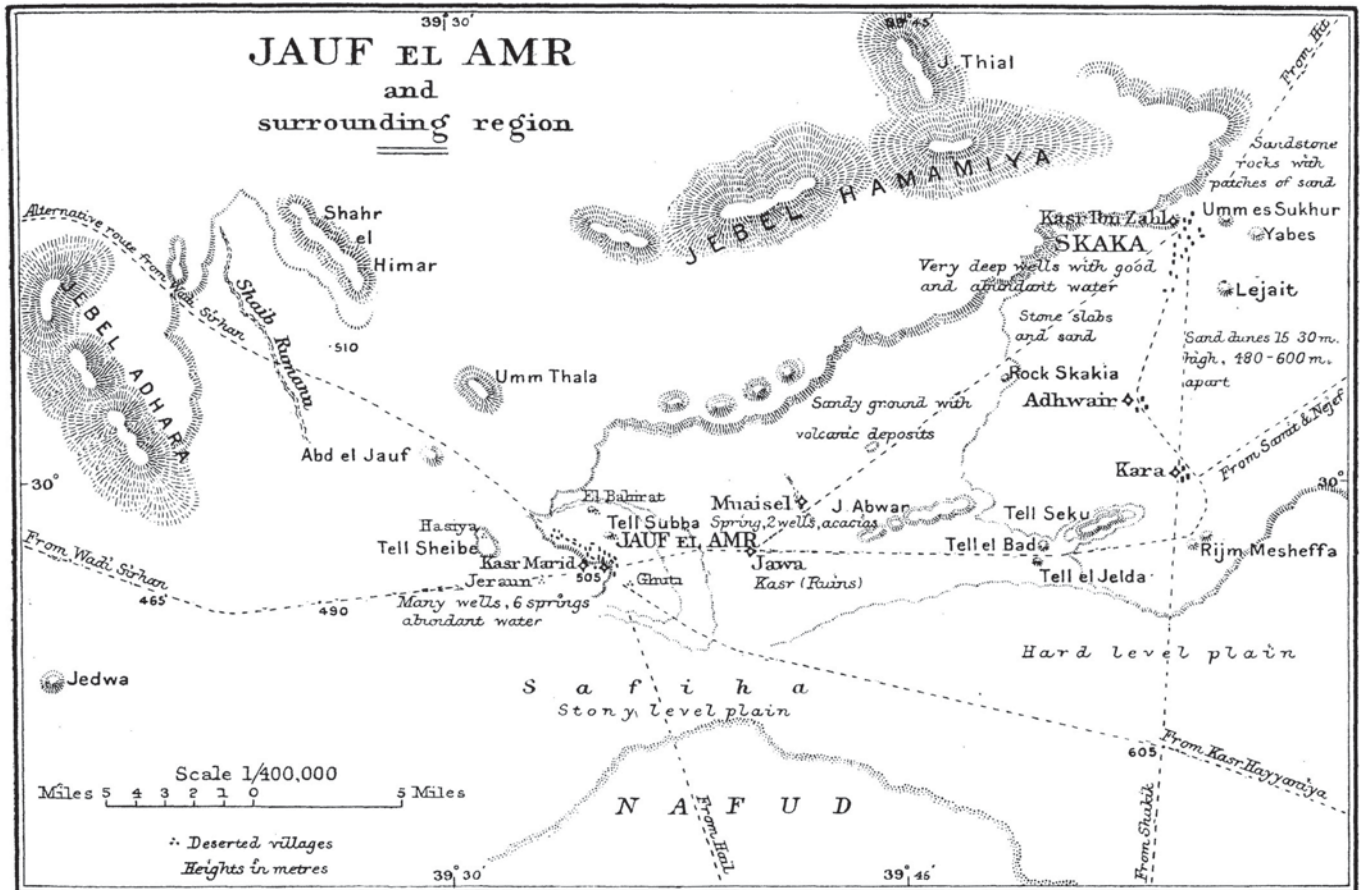 39°30'
39°45'
JAUF EL AMR
and
surrounding region
J. Thial
From Hit
JEBEL HAMAMIYA
Sandstone
rocks with
patches of sand
Alternative route from Wadi Sirhan
Shahr
el
Himar
Kasr Ibn Zahl
Umm es Sukhur
SKAKA
Yabes
Very deep wells with good
and abundant water
Lejait
JEBEL ADHARA
Shaib Rumann
Stone slabs
and sand
·510
Sand dunes 15 30 m.
high, 480-600 m.
apart
Umm Thala
Rock Skakia
Adhwair
Sandy ground with
volcanic deposits
Abd el Jauf
From Samit & Nejef
Kara
30°
30°
El Bahirat
Muaisel
J. Abwar
Tell Seku
Hasiya
Tell Subba
Spring, 2 wells, acacias
Tell Sheibe
JAUF EL AMR
Tell el Bad
Rijm Mesheffa
From Wadi Sirhan
Kasr Marid
Jawa
Tell el Jelda
Jeraun
505
Ghuti
Kasr (Ruins)
465'
490
Many wells, 6 springs
abundant water
Hard level plain
Jedwa
Safiha
Stony level plain
605
From Kasr Hayyaniya
Scale 1/400,000
Miles 5 4 3 2 1 0 5 Miles
NAFUD
From Hail
From Shakik
∴ Deserted villages
Heights in metres
39°30'
39°45'